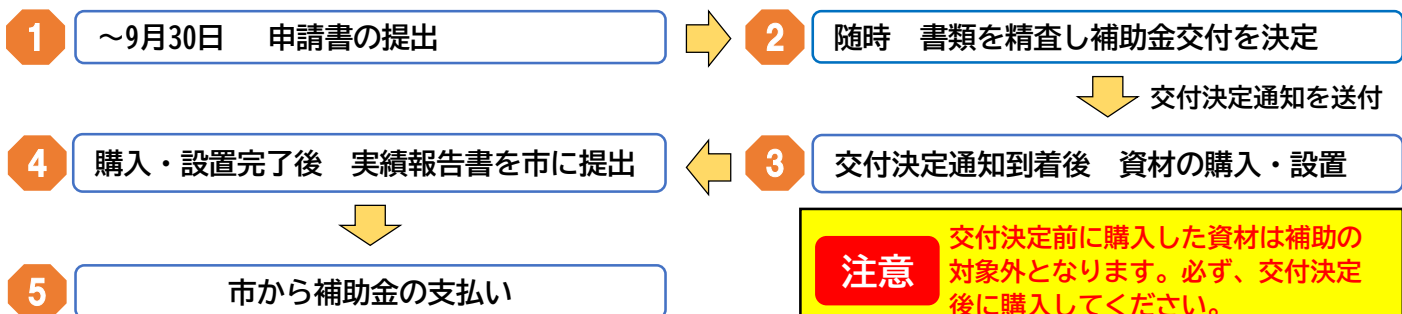 1 ～9月30日　申請書の提出
2 随時　書類を精査し補助金交付を決定
交付決定通知を送付
3 交付決定通知到着後　資材の購入・設置
4 購入・設置完了後　実績報告書を市に提出
5 市から補助金の支払い
注意
交付決定前に購入した資材は補助の
対象外となります。必ず、交付決定
後に購入してください。